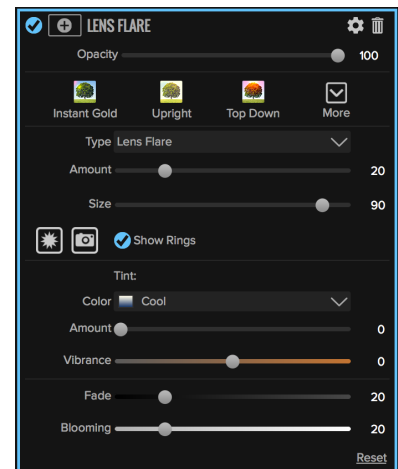 LENS FLARE
Opacity 100
Instant Gold Upright Top Down More
Type Lens Flare
Amount 20
Size 90
Show Rings
Tint:
Color Cool
Amount 0
Vibrance 0
Fade 20
Blooming 20
Reset